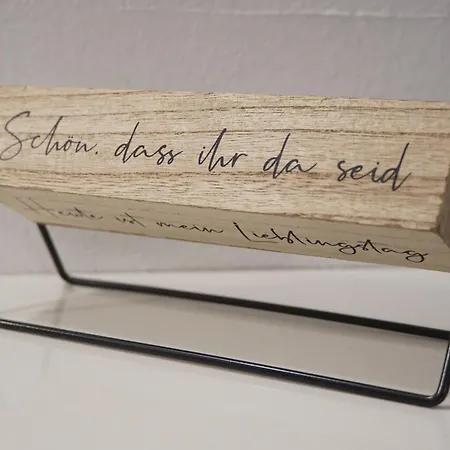 Schön, dass ihr da seid
Heute ist mein Lieblingstag